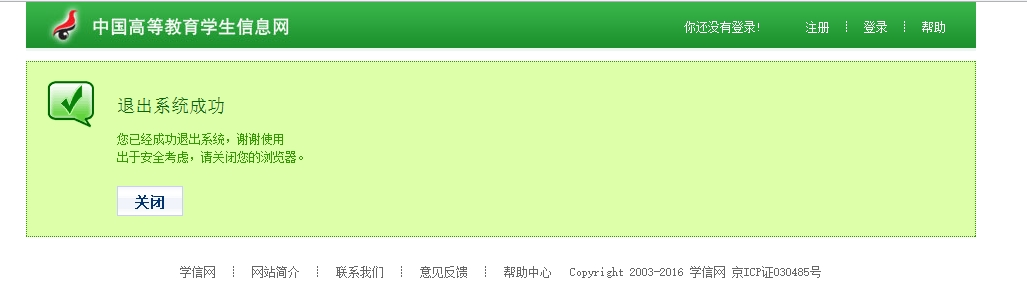 中国高等教育学生信息网 你还没有登录! 注册 ┊ 登录 ┊ 帮助
退出系统成功
您已经成功退出系统，谢谢使用
出于安全考虑，请关闭您的浏览器。
关闭
学信网 ┊ 网站简介 ┊ 联系我们 ┊ 意见反馈 ┊ 帮助中心 Copyright 2003-2016 学信网 京ICP证030485号